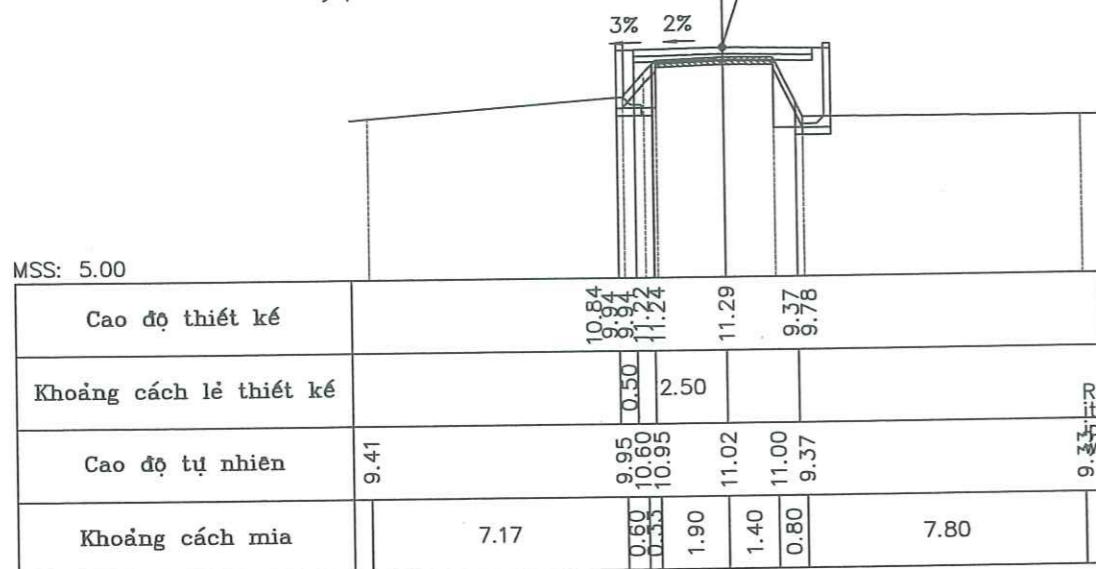 3% 2%
MSS: 5.00
Cao độ thiết kế 10.84 9.94 9.94 11.22 11.24 11.29 9.37 9.78
Khoảng cách lẻ thiết kế 0.50 2.50
Cao độ tự nhiên 9.41 9.95 10.60 10.95 11.02 11.00 9.37
Khoảng cách mia 7.17 0.60 1.90 1.40 0.80 7.80